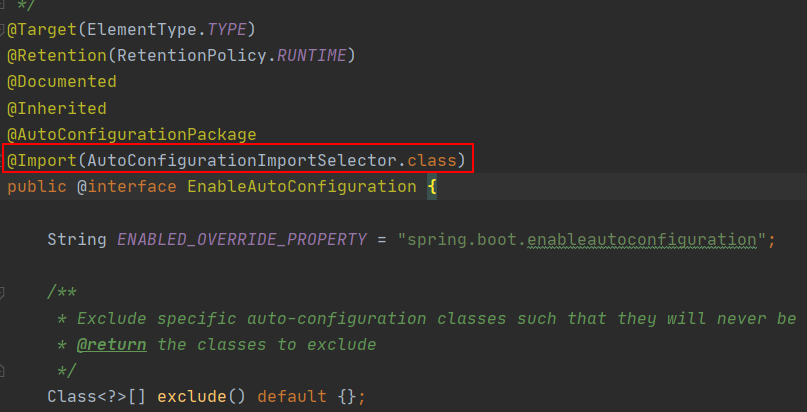 */
@Target(ElementType.TYPE)
@Retention(RetentionPolicy.RUNTIME)
@Documented
@Inherited
@AutoConfigurationPackage
@Import(AutoConfigurationImportSelector.class)
public @interface EnableAutoConfiguration {
String ENABLED_OVERRIDE_PROPERTY = "spring.boot.enableautoconfiguration";
/**
* Exclude specific auto-configuration classes such that they will never be
* @return the classes to exclude
*/
Class<?>[] exclude() default {};